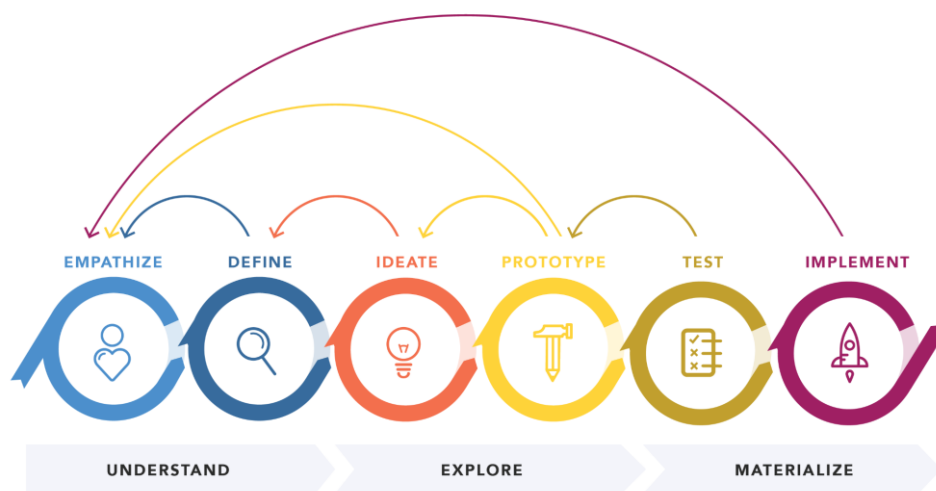 EMPATHIZE DEFINE IDEATE PROTOTYPE TEST IMPLEMENT
UNDERSTAND EXPLORE MATERIALIZE